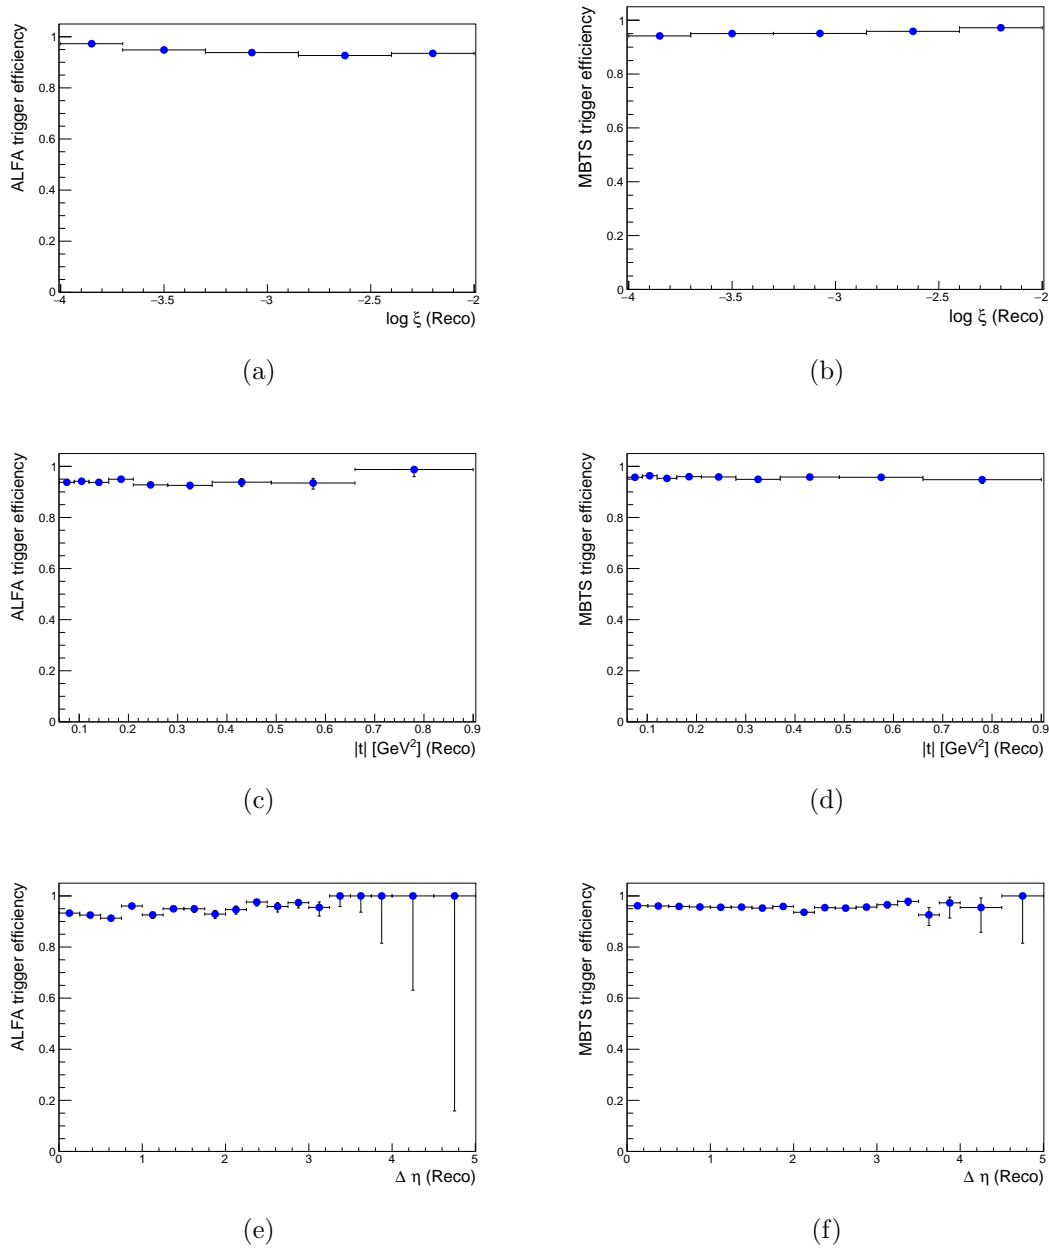 ALFA trigger efficiency
1
0.8
0.6
0.4
0.2
0
−4 −3.5 −3 −2.5 −2
log ξ (Reco)
(a)
MBTS trigger efficiency
1
0.8
0.6
0.4
0.2
0
−4 −3.5 −3 −2.5 −2
log ξ (Reco)
(b)
ALFA trigger efficiency
1
0.8
0.6
0.4
0.2
0
0.1 0.2 0.3 0.4 0.5 0.6 0.7 0.8 0.9
|t| [GeV²] (Reco)
(c)
MBTS trigger efficiency
1
0.8
0.6
0.4
0.2
0
0.1 0.2 0.3 0.4 0.5 0.6 0.7 0.8 0.9
|t| [GeV²] (Reco)
(d)
ALFA trigger efficiency
1
0.8
0.6
0.4
0.2
0
0 1 2 3 4 5
Δ η (Reco)
(e)
MBTS trigger efficiency
1
0.8
0.6
0.4
0.2
0
0 1 2 3 4 5
Δ η (Reco)
(f)